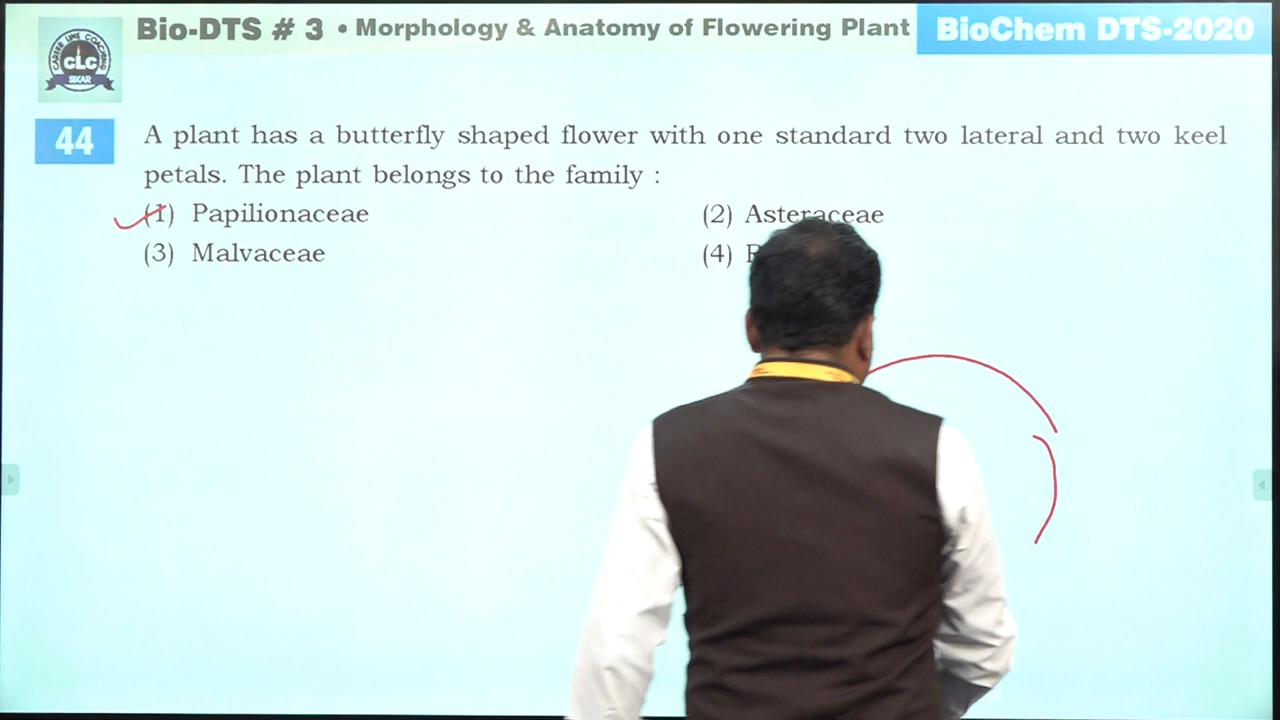 Bio-DTS # 3 • Morphology & Anatomy of Flowering Plant
BioChem DTS-2020
CAREER LINE COACHING
CLC
SIKAR
44
A plant has a butterfly shaped flower with one standard two lateral and two keel
petals. The plant belongs to the family :
(1) Papilionaceae
(2) Asteraceae
(3) Malvaceae
(4)